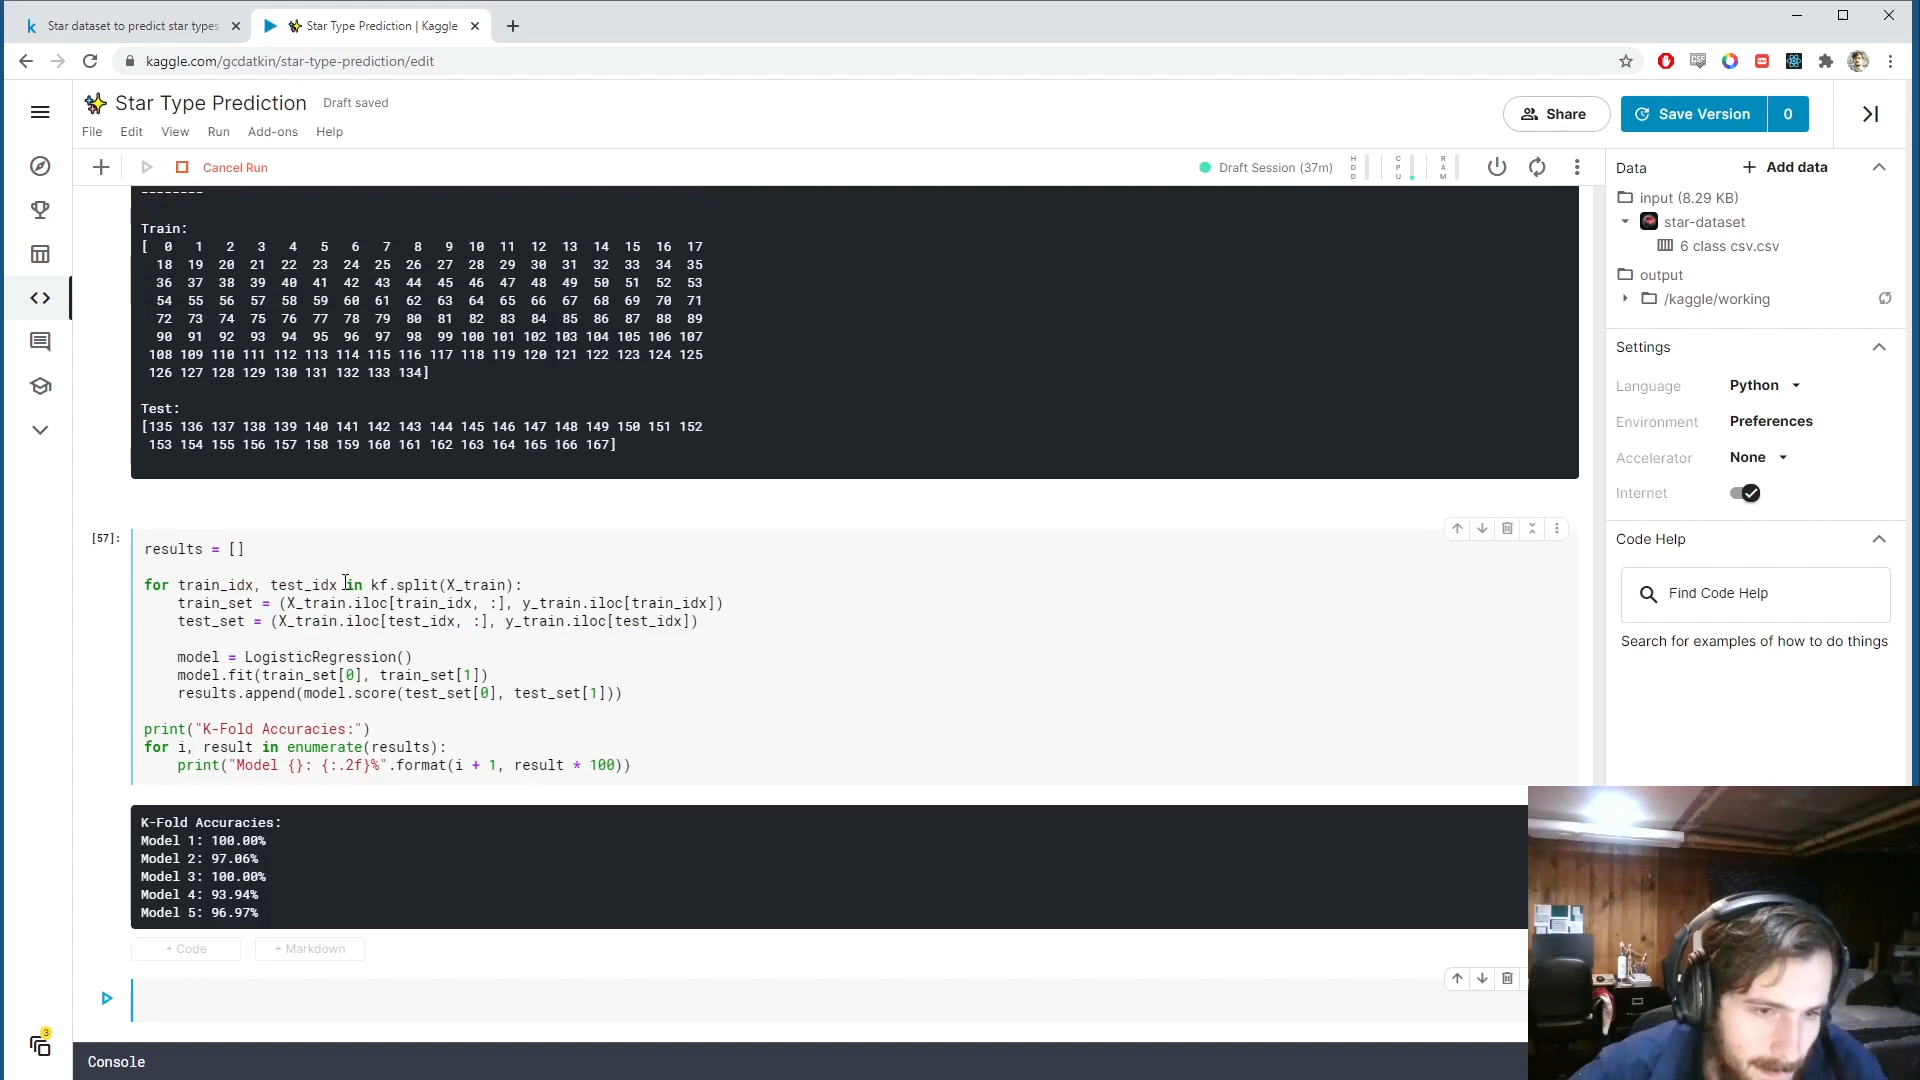 Star dataset to predict star types
Star Type Prediction | Kaggle
kaggle.com/gcdatkin/star-type-prediction/edit
Star Type Prediction
Draft saved
Share
Save Version
0
File Edit View Run Add-ons Help
Cancel Run
Draft Session (37m)
HDD
CPU
RAM
--------
Train:
[ 0 1 2 3 4 5 6 7 8 9 10 11 12 13 14 15 16 17
18 19 20 21 22 23 24 25 26 27 28 29 30 31 32 33 34 35
36 37 38 39 40 41 42 43 44 45 46 47 48 49 50 51 52 53
54 55 56 57 58 59 60 61 62 63 64 65 66 67 68 69 70 71
72 73 74 75 76 77 78 79 80 81 82 83 84 85 86 87 88 89
90 91 92 93 94 95 96 97 98 99 100 101 102 103 104 105 106 107
108 109 110 111 112 113 114 115 116 117 118 119 120 121 122 123 124 125
126 127 128 129 130 131 132 133 134]
Test:
[135 136 137 138 139 140 141 142 143 144 145 146 147 148 149 150 151 152
153 154 155 156 157 158 159 160 161 162 163 164 165 166 167]
[57]:
results = []
for train_idx, test_idx in kf.split(X_train):
train_set = (X_train.iloc[train_idx, :], y_train.iloc[train_idx])
test_set = (X_train.iloc[test_idx, :], y_train.iloc[test_idx])
model = LogisticRegression()
model.fit(train_set[0], train_set[1])
results.append(model.score(test_set[0], test_set[1]))
print("K-Fold Accuracies:")
for i, result in enumerate(results):
print("Model {}: {:.2f}%".format(i + 1, result * 100))
K-Fold Accuracies:
Model 1: 100.00%
Model 2: 97.06%
Model 3: 100.00%
Model 4: 93.94%
Model 5: 96.97%
+ Code
+ Markdown
Console
3
Data
Add data
input (8.29 KB)
star-dataset
6 class csv.csv
output
/kaggle/working
Settings
Language Python
Environment Preferences
Accelerator None
Internet
Code Help
Find Code Help
Search for examples of how to do things